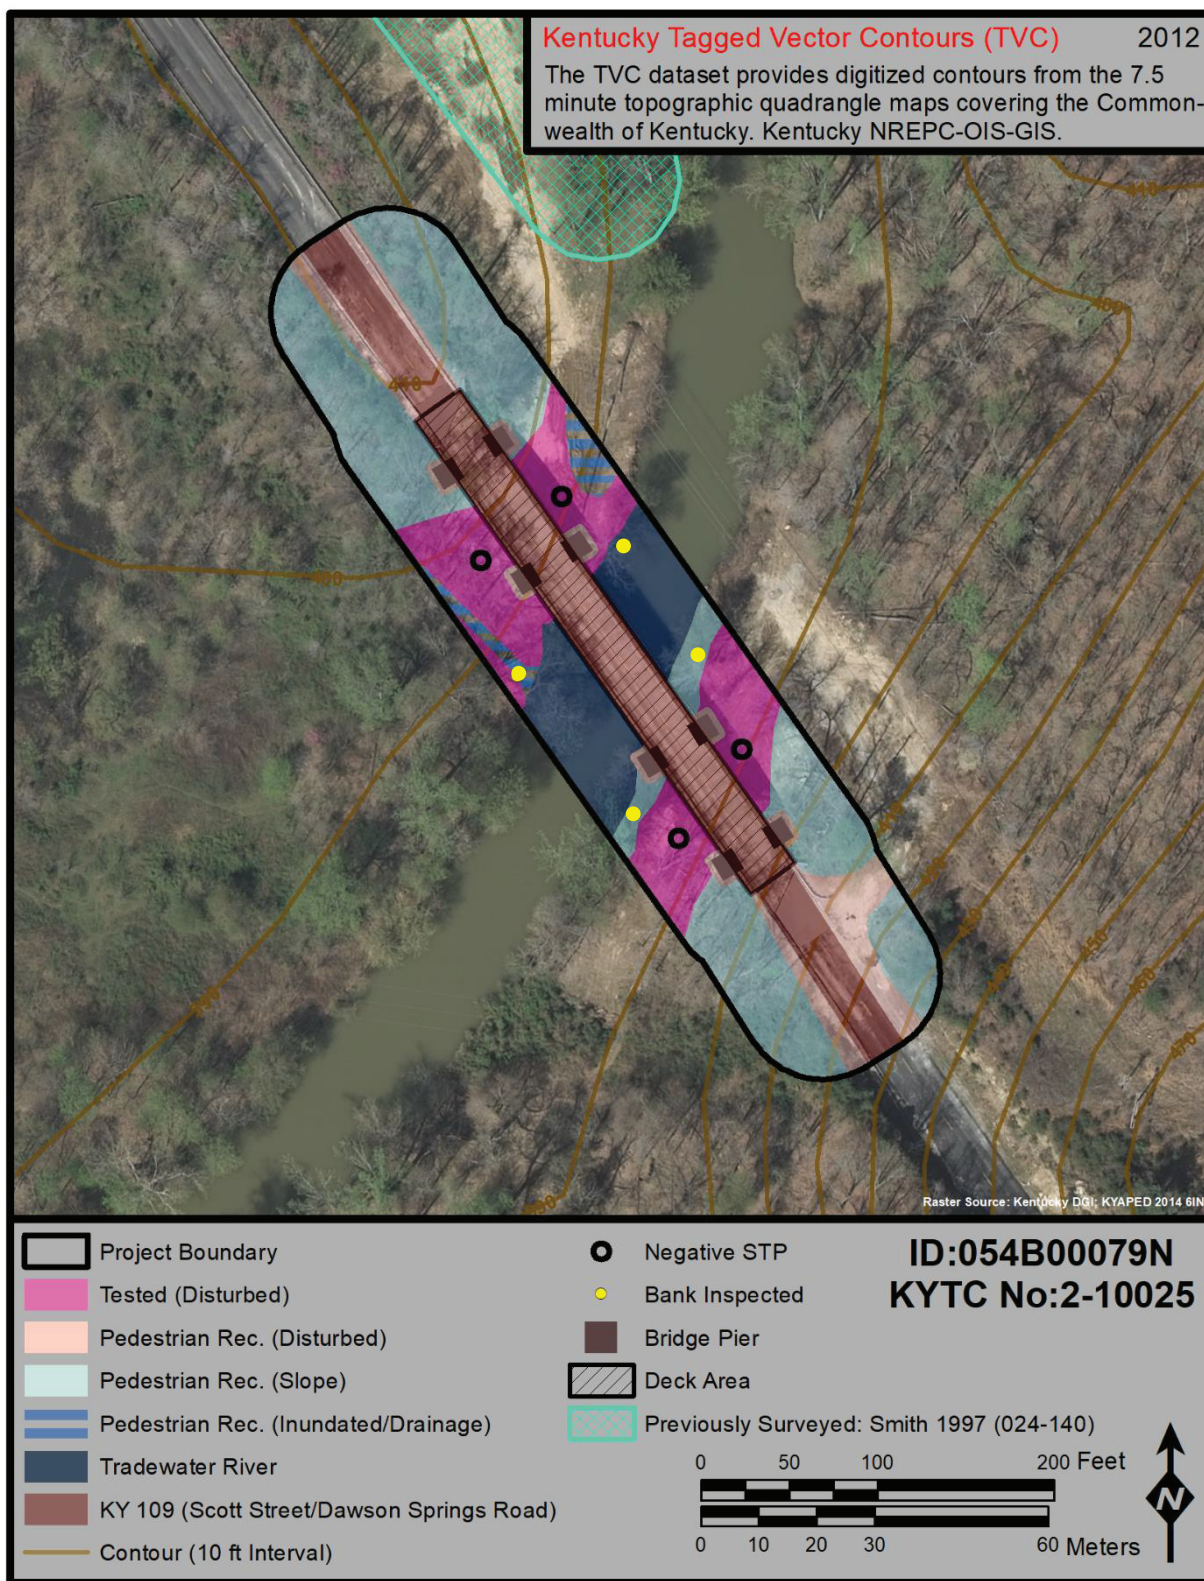 Kentucky Tagged Vector Contours (TVC) 2012
The TVC dataset provides digitized contours from the 7.5
minute topographic quadrangle maps covering the Common-
wealth of Kentucky. Kentucky NREPC-OIS-GIS.
410
400
410
400
390
470
Raster Source: Kentucky DGI; KYAPED 2014 6IN
Project Boundary
Tested (Disturbed)
Pedestrian Rec. (Disturbed)
Pedestrian Rec. (Slope)
Pedestrian Rec. (Inundated/Drainage)
Tradewater River
KY 109 (Scott Street/Dawson Springs Road)
Contour (10 ft Interval)
Negative STP
Bank Inspected
Bridge Pier
Deck Area
Previously Surveyed: Smith 1997 (024-140)
ID:054B00079N
KYTC No:2-10025
0 50 100 200 Feet
0 10 20 30 60 Meters
N